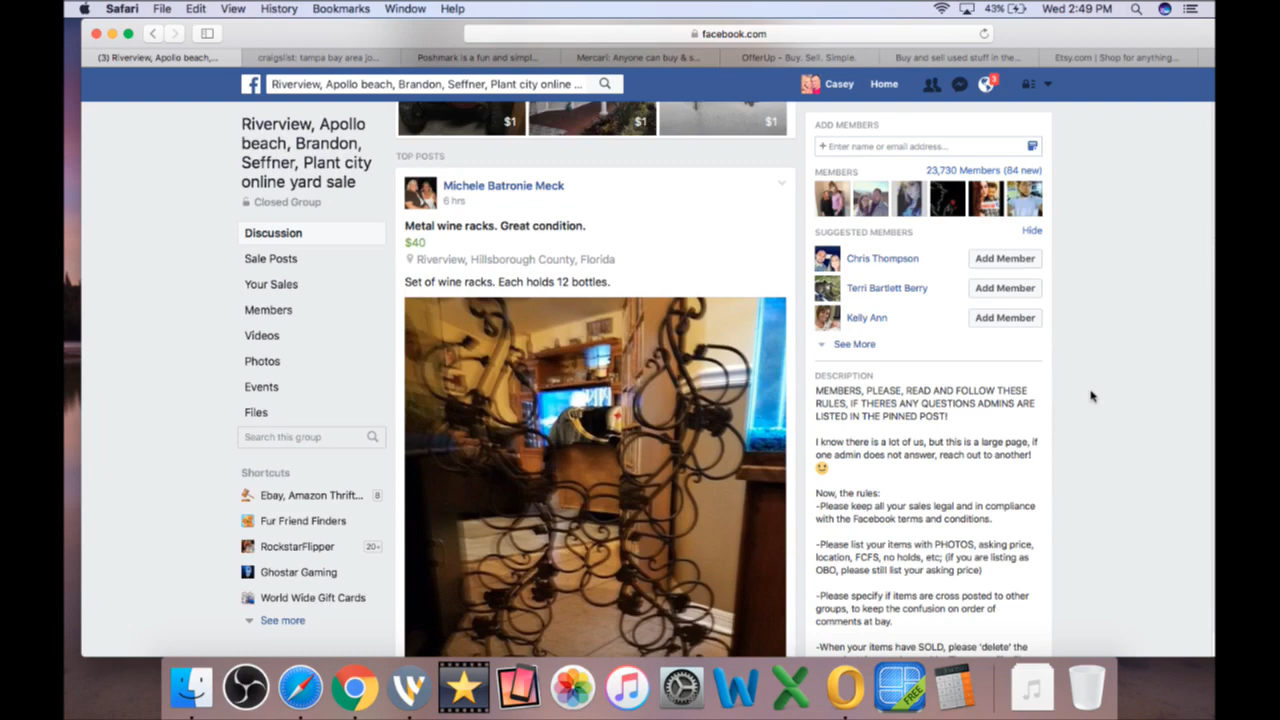 Safari File Edit View History Bookmarks Window Help 43% Wed 2:49 PM
facebook.com
(3) Riverview, Apollo beach,... craigslist: tampa bay area jo... Poshmark is a fun and simpl... Mercari: Anyone can buy & s... OfferUp - Buy. Sell. Simple. Buy and sell used stuff in the... Etsy.com | Shop for anything...
Riverview, Apollo beach, Brandon, Seffner, Plant city online ... Casey Home 3
Riverview, Apollo
beach, Brandon,
Seffner, Plant city
online yard sale
Closed Group
Discussion
Sale Posts
Your Sales
Members
Videos
Photos
Events
Files
Search this group
Shortcuts
Ebay, Amazon Thrift... 8
Fur Friend Finders
RockstarFlipper 20+
Ghostar Gaming
World Wide Gift Cards
See more
$1 $1 $1
TOP POSTS
Michele Batronie Meck
6 hrs
Metal wine racks. Great condition.
$40
Riverview, Hillsborough County, Florida
Set of wine racks. Each holds 12 bottles.
ADD MEMBERS
+ Enter name or email address...
MEMBERS 23,730 Members (84 new)
SUGGESTED MEMBERS Hide
Chris Thompson Add Member
Terri Bartlett Berry Add Member
Kelly Ann Add Member
See More
DESCRIPTION
MEMBERS, PLEASE, READ AND FOLLOW THESE
RULES, IF THERES ANY QUESTIONS ADMINS ARE
LISTED IN THE PINNED POST!
I know there is a lot of us, but this is a large page, if
one admin does not answer, reach out to another!
Now, the rules:
-Please keep all your sales legal and in compliance
with the Facebook terms and conditions.
-Please list your items with PHOTOS, asking price,
location, FCFS, no holds, etc; (if you are listing as
OBO, please still list your asking price)
-Please specify if items are cross posted to other
groups, to keep the confusion on order of
comments at bay.
-When your items have SOLD, please 'delete' the
FREE